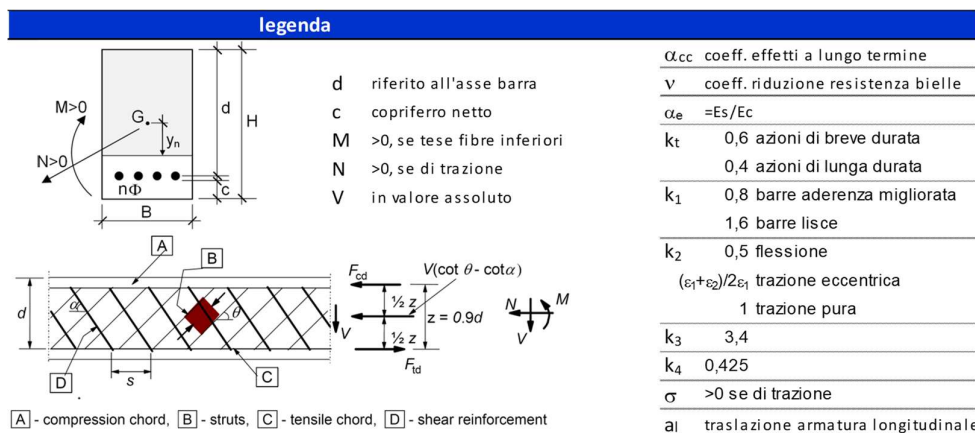 legenda
M>0
G
yn
N>0
nΦ
c
B
d
H
d riferito all'asse barra
c copriferro netto
M >0, se tese fibre inferiori
N >0, se di trazione
V in valore assoluto
A
B
d
α
θ
V
s
D
C
Fcd
V(cot θ - cotα)
½ z
z = 0.9d
½ z
Ftd
N
M
V
A - compression chord, B - struts, C - tensile chord, D - shear reinforcement
αcc coeff. effetti a lungo termine
ν coeff. riduzione resistenza bielle
αe =Es/Ec
kt 0,6 azioni di breve durata
0,4 azioni di lunga durata
k1 0,8 barre aderenza migliorata
1,6 barre lisce
k2 0,5 flessione
(ε1+ε2)/2ε1 trazione eccentrica
1 trazione pura
k3 3,4
k4 0,425
σ >0 se di trazione
al traslazione armatura longitudinale